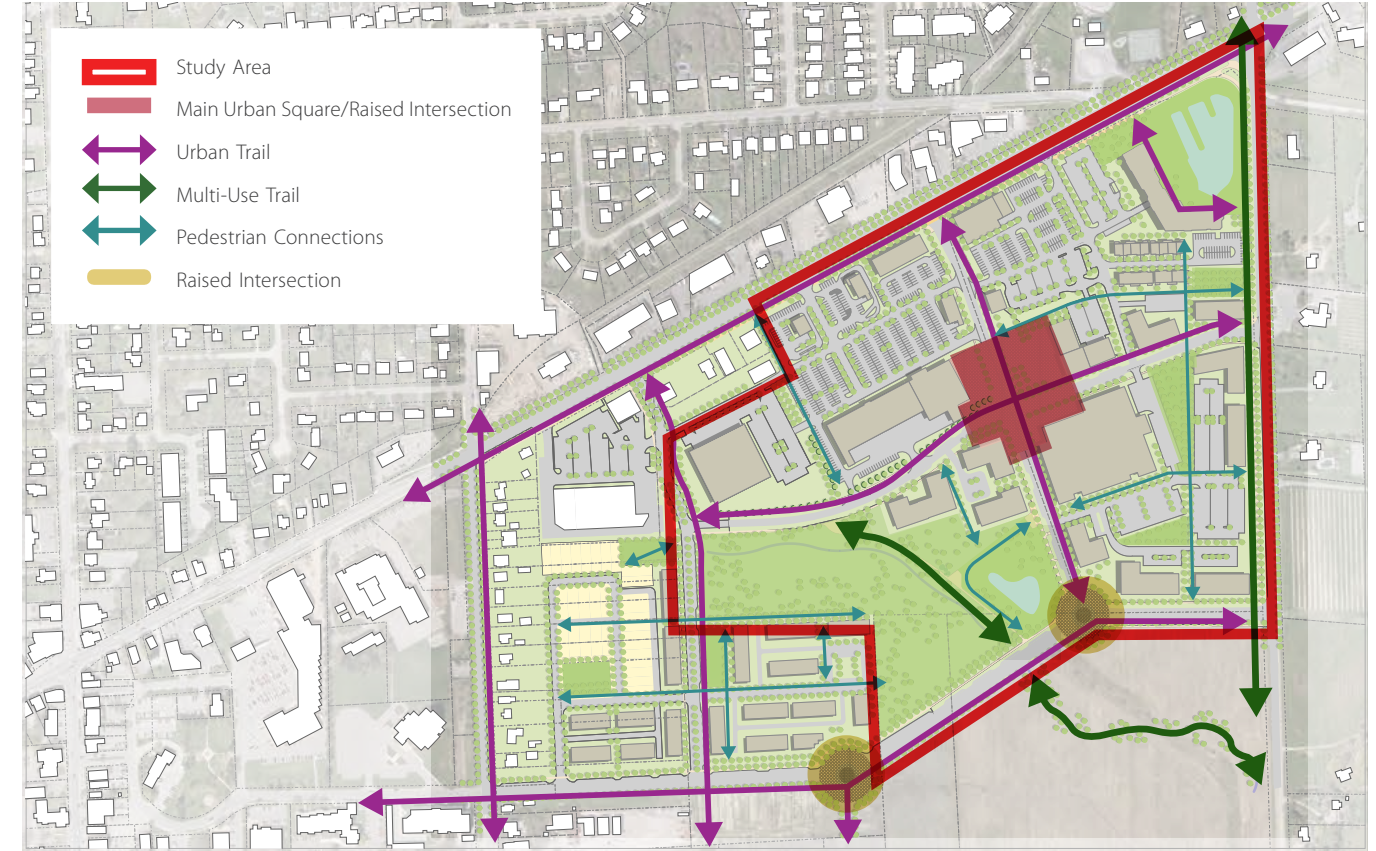 Study Area
Main Urban Square/Raised Intersection
Urban Trail
Multi-Use Trail
Pedestrian Connections
Raised Intersection